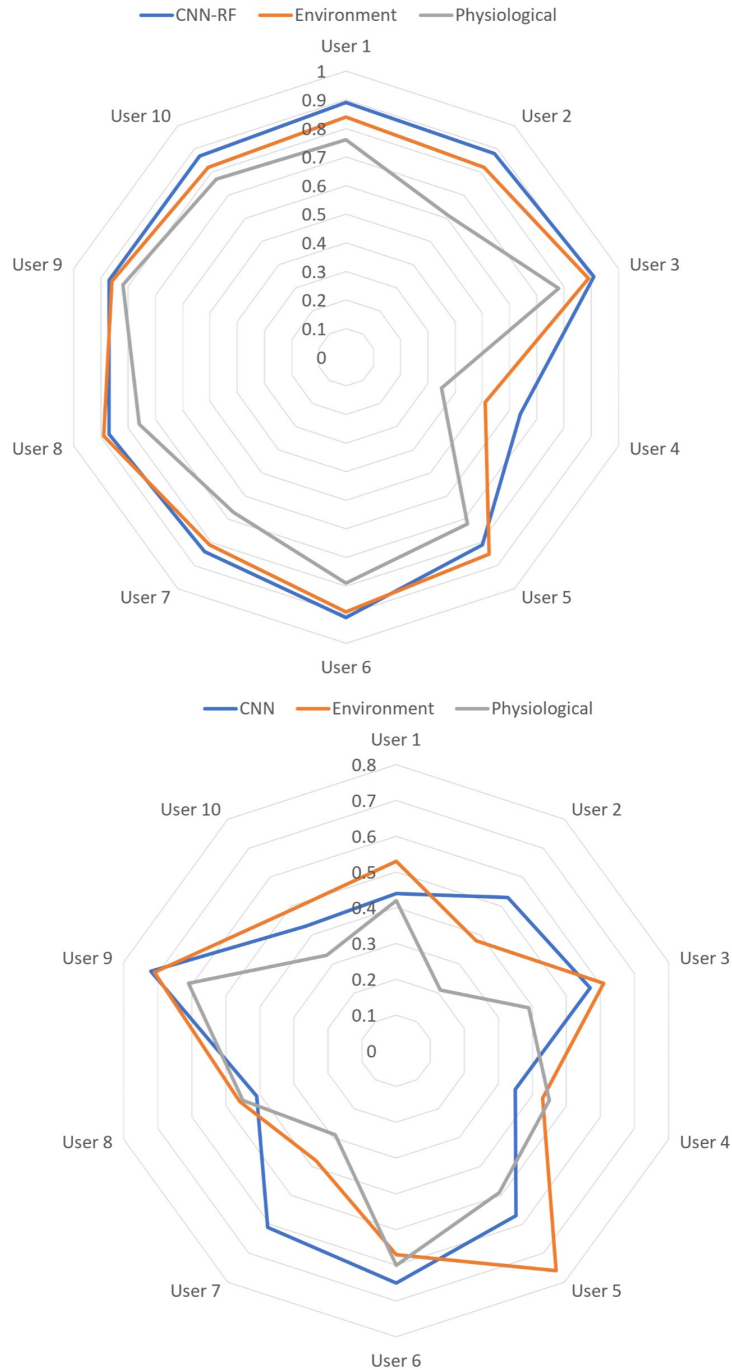 CNN-RF Environment Physiological
User 1
1
User 10 User 2
0.9
0.8
0.7
0.6
0.5
User 9 User 3
0.4
0.3
0.2
0.1
0
User 8 User 4
User 7 User 5
User 6
CNN Environment Physiological
User 1
0.8
User 10 User 2
0.7
0.6
0.5
0.4
User 9 User 3
0.3
0.2
0.1
0
User 8 User 4
User 7 User 5
User 6